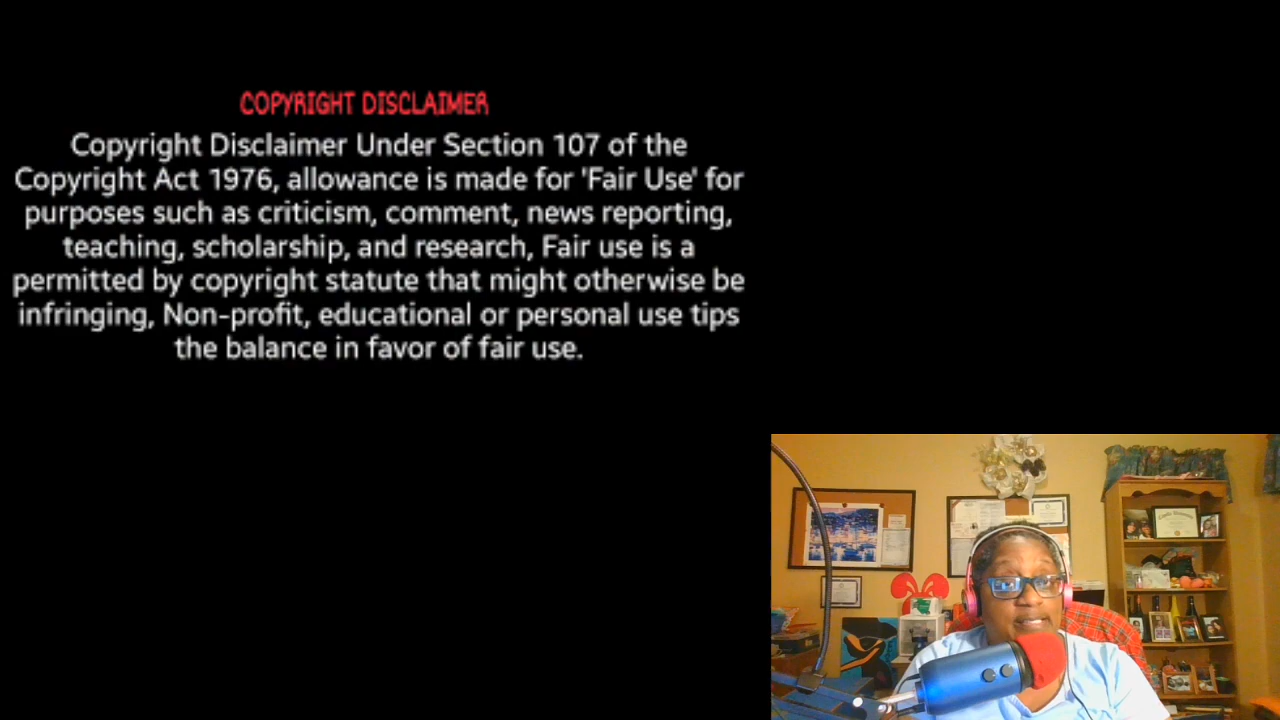 COPYRIGHT DISCLAIMER
Copyright Disclaimer Under Section 107 of the
Copyright Act 1976, allowance is made for 'Fair Use' for
purposes such as criticism, comment, news reporting,
teaching, scholarship, and research, Fair use is a
permitted by copyright statute that might otherwise be
infringing, Non-profit, educational or personal use tips
the balance in favor of fair use.